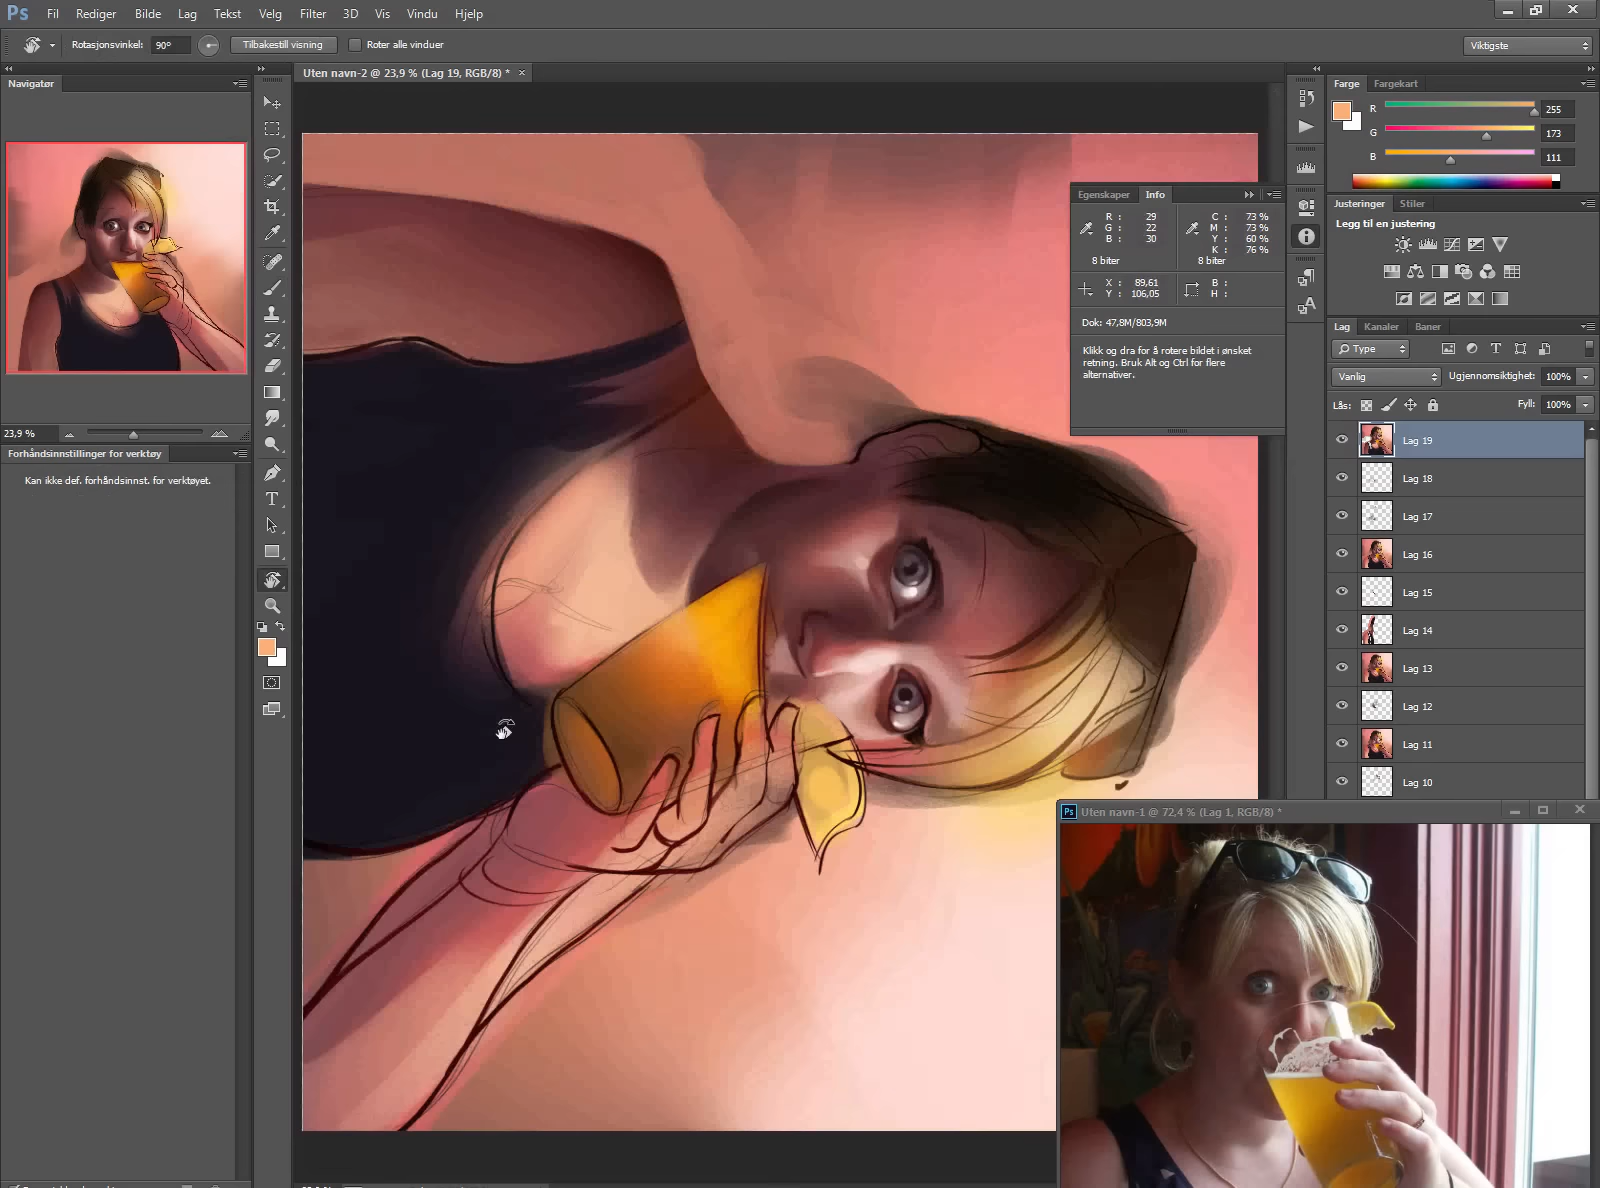 Ps Fil Rediger Bilde Lag Tekst Velg Filter 3D Vis Vindu Hjelp
Rotasjonsvinkel: 90° Tilbakestill visning Roter alle vinduer Viktigste
Navigatør
Uten navn-2 @ 23,9 % (Lag 19, RGB/8) * ×
Farge Fargekart
R 255
G 173
B 111
Egenskaper Info
R : 29 C : 73 %
G : 22 M : 73 %
B : 30 Y : 60 %
K : 76 %
8 biter 8 biter
X : 89,61 B :
Y : 106,05 H :
Dok: 47,8M/803,9M
Klikk og dra for å rotere bildet i ønsket
retning. Bruk Alt og Ctrl for flere
alternativer.
Justeringer Stiler
Legg til en justering
Lag Kanaler Baner
Type
Vanlig Ugjennomsiktighet: 100%
Lås: Fyll: 100%
Lag 19
Lag 18
Lag 17
Lag 16
Lag 15
Lag 14
Lag 13
Lag 12
Lag 11
Lag 10
23,9 %
Forhåndsinnstillinger for verktøy
Kan ikke def. forhåndsinnst. for verktøyet.
Ps Uten navn-1 @ 72,4 % (Lag 1, RGB/8) *